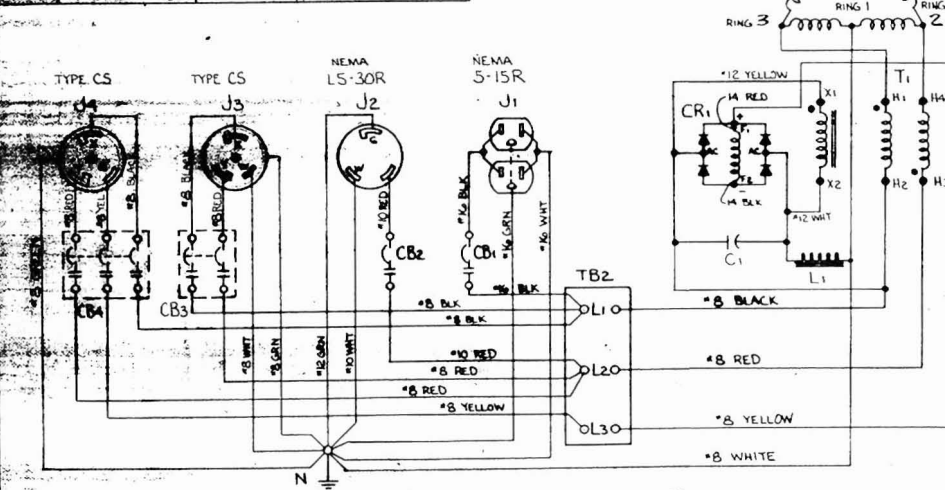 RING 3
RING 1
RING
2
NEMA
L5-30R
J2
NEMA
5-15R
J1
TYPE CS
J4
TYPE CS
J3
#12 YELLOW
T1
14 RED
CR1
+
F1
AC
AC
F2
-
14 BLK
X1
X2
H1
H4
H2
#12 WHT
C1
L1
X
X
G
#8 RED
#8 YEL
#8 BLACK
#8 RED
#10 RED
#16 BLK
#16 GRN
#16 WHT
CB2
CB1
CB4
CB3
TB2
#16 BLK
#8 BLK
#8 BLK
L1
#8 BLACK
#8 WHT
#8 GRN
#12 GRN
#10 WHT
#10 RED
#8 RED
L2
#8 RED
#8 RED
#8 YELLOW
L3
#8 YELLOW
#8 WHITE
N